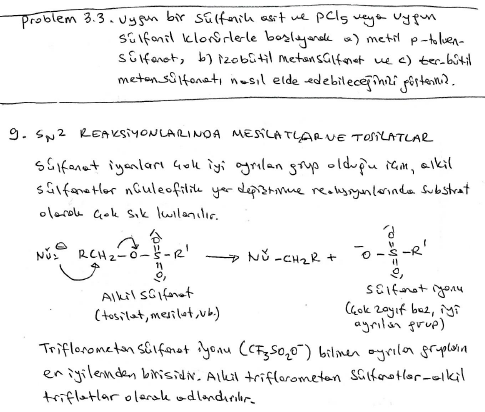 Problem 3.3. Uygun bir sülfonik asit ve PCl5 veya uygun
sülfonil klorürlerle başlayarak a) metil p-toluen-
sülfonat, b) izobütil metansülfonat ve c) ter-bütil
metansülfonatı nasıl elde edebileceğinizi gösteriniz.
9. SN2 REAKSİYONLARINDA MESİLATLAR VE TOSİLATLAR
Sülfonat iyonları çok iyi ayrılan grup olduğu için, alkil
sülfonatlar nükleofilik yer değiştirme reaksiyonlarında substrat
olarak çok sık kullanılır.
Nü:⊖ RCH2-O-S-R' → Nü-CH2R + ⁻O-S-R'
O O
O O
Alkil sülfonat
(tosilat, mesilat, vb.)
sülfonat iyonu
(çok zayıf baz, iyi
ayrılan grup)
Triflorometan sülfonat iyonu (CF3SO2O⁻) bilinen ayrılan grupların
en iyilerinden birisidir. Alkil triflorometan sülfonatlar-alkil
triflatlar olarak adlandırılır.